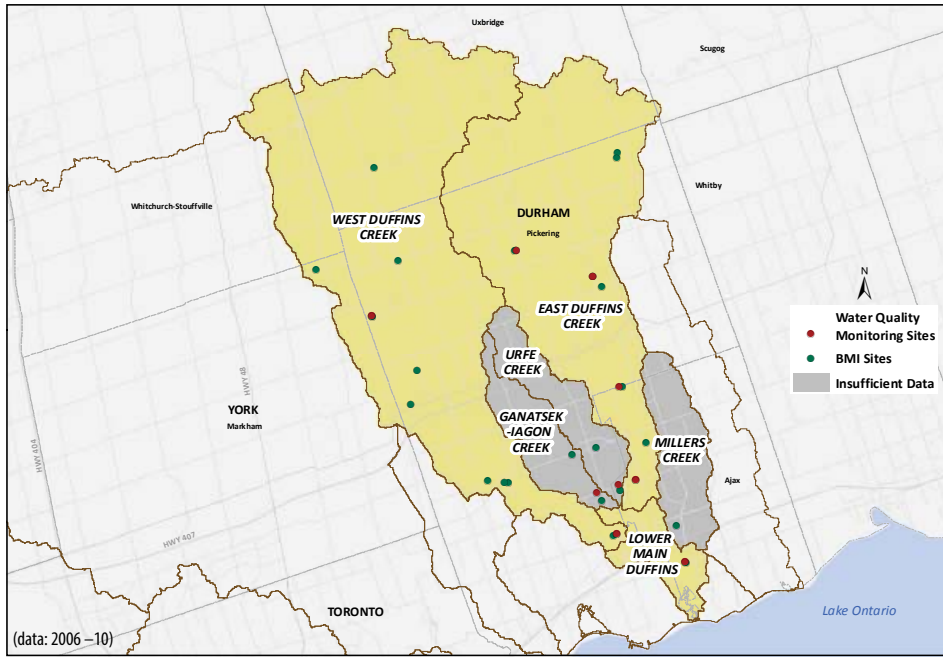 Uxbridge
Scugog
Whitby
Whitchurch-Stouffville
DURHAM
Pickering
WEST DUFFINS
CREEK
N
EAST DUFFINS
CREEK
Water Quality
Monitoring Sites
BMI Sites
Insufficient Data
URFE
CREEK
HWY 48
YORK
Markham
GANATSEK
-IAGON
CREEK
MILLERS
CREEK
HWY 404
Ajax
HWY 407
LOWER
MAIN
DUFFINS
TORONTO
Lake Ontario
(data: 2006 –10)